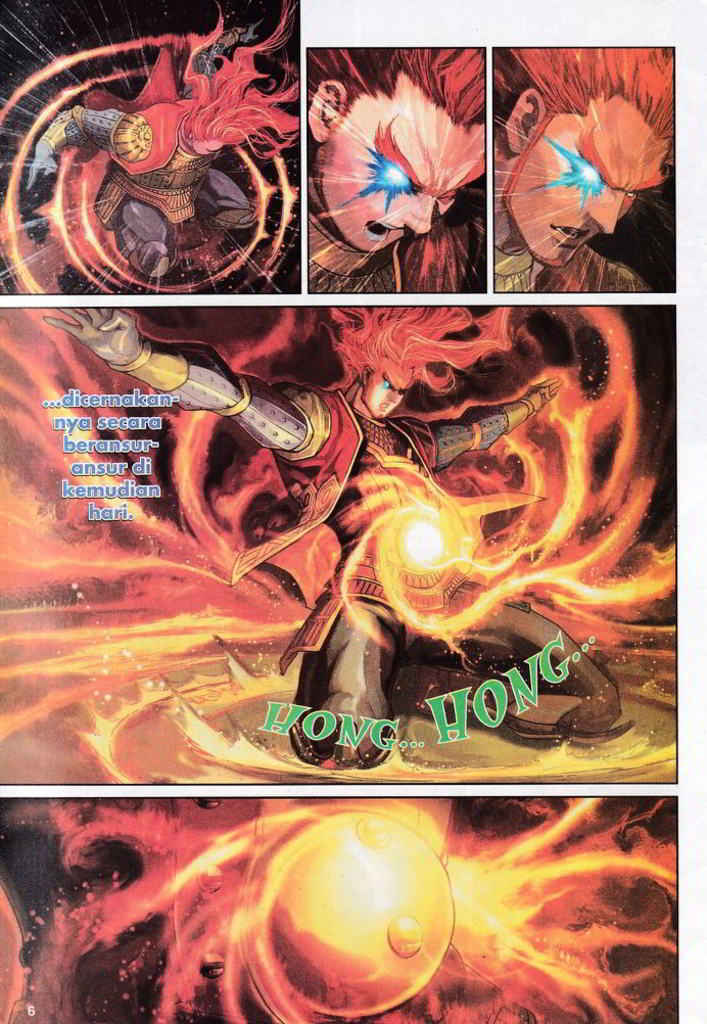 ...dicernakan-
nya secara
beransur-
ansur di
kemudian
hari.
HONG... HONG...
6